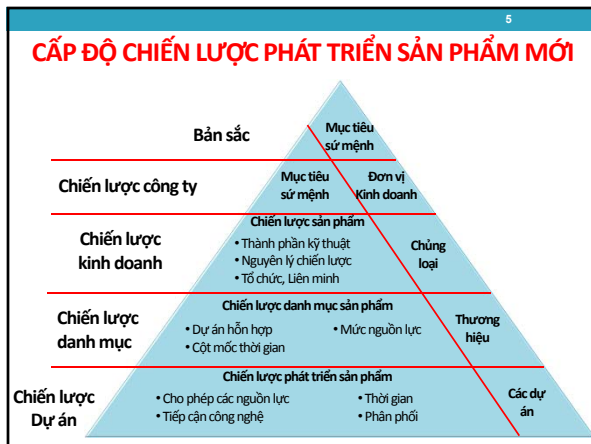 5
CẤP ĐỘ CHIẾN LƯỢC PHÁT TRIỂN SẢN PHẨM MỚI
Bản sắc
Mục tiêu
sứ mệnh
Chiến lược công ty
Mục tiêu
sứ mệnh
Đơn vị
Kinh doanh
Chiến lược
kinh doanh
Chiến lược sản phẩm
• Thành phần kỹ thuật
• Nguyên lý chiến lược
• Tổ chức, Liên minh
Chủng
loại
Chiến lược
danh mục
Chiến lược danh mục sản phẩm
• Dự án hỗn hợp
• Cột mốc thời gian
• Mức nguồn lực
Thương
hiệu
Chiến lược
Dự án
Chiến lược phát triển sản phẩm
• Cho phép các nguồn lực
• Tiếp cận công nghệ
• Thời gian
• Phân phối
Các dự
án